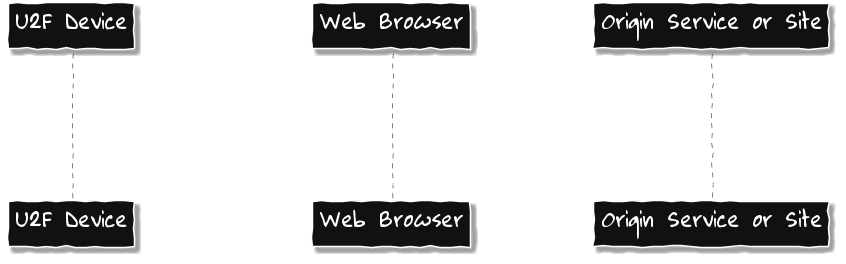 U2F Device
Web Browser
Origin Service or Site
U2F Device
Web Browser
Origin Service or Site